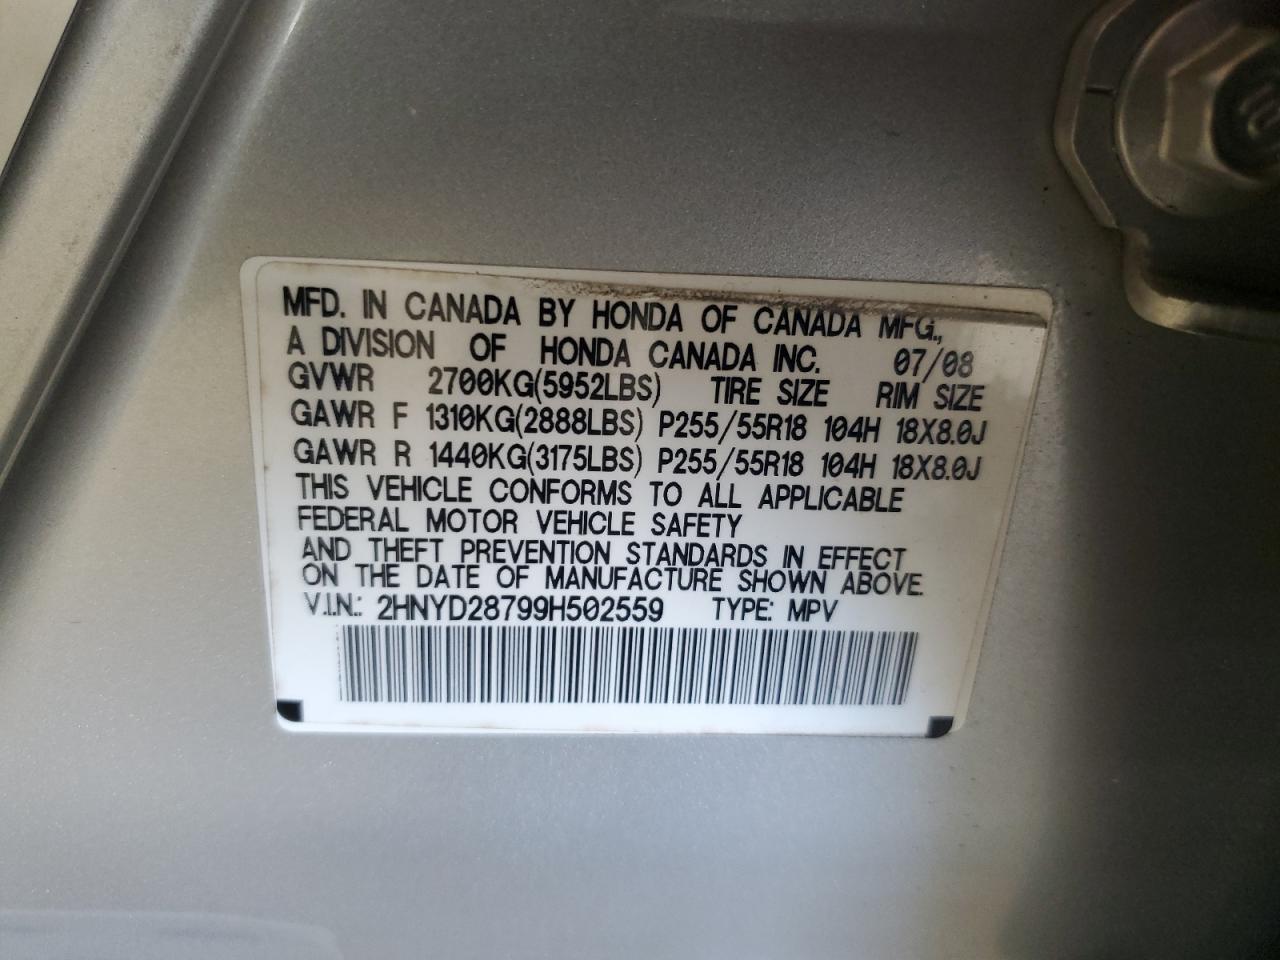 MFD. IN CANADA BY HONDA OF CANADA MFG.,
A DIVISION OF HONDA CANADA INC. 07/08
GVWR 2700KG(5952LBS) TIRE SIZE RIM SIZE
GAWR F 1310KG(2888LBS) P255/55R18 104H 18X8.0J
GAWR R 1440KG(3175LBS) P255/55R18 104H 18X8.0J
THIS VEHICLE CONFORMS TO ALL APPLICABLE
FEDERAL MOTOR VEHICLE SAFETY
AND THEFT PREVENTION STANDARDS IN EFFECT
ON THE DATE OF MANUFACTURE SHOWN ABOVE.
V.I.N.: 2HNYD28799H502559 TYPE: MPV